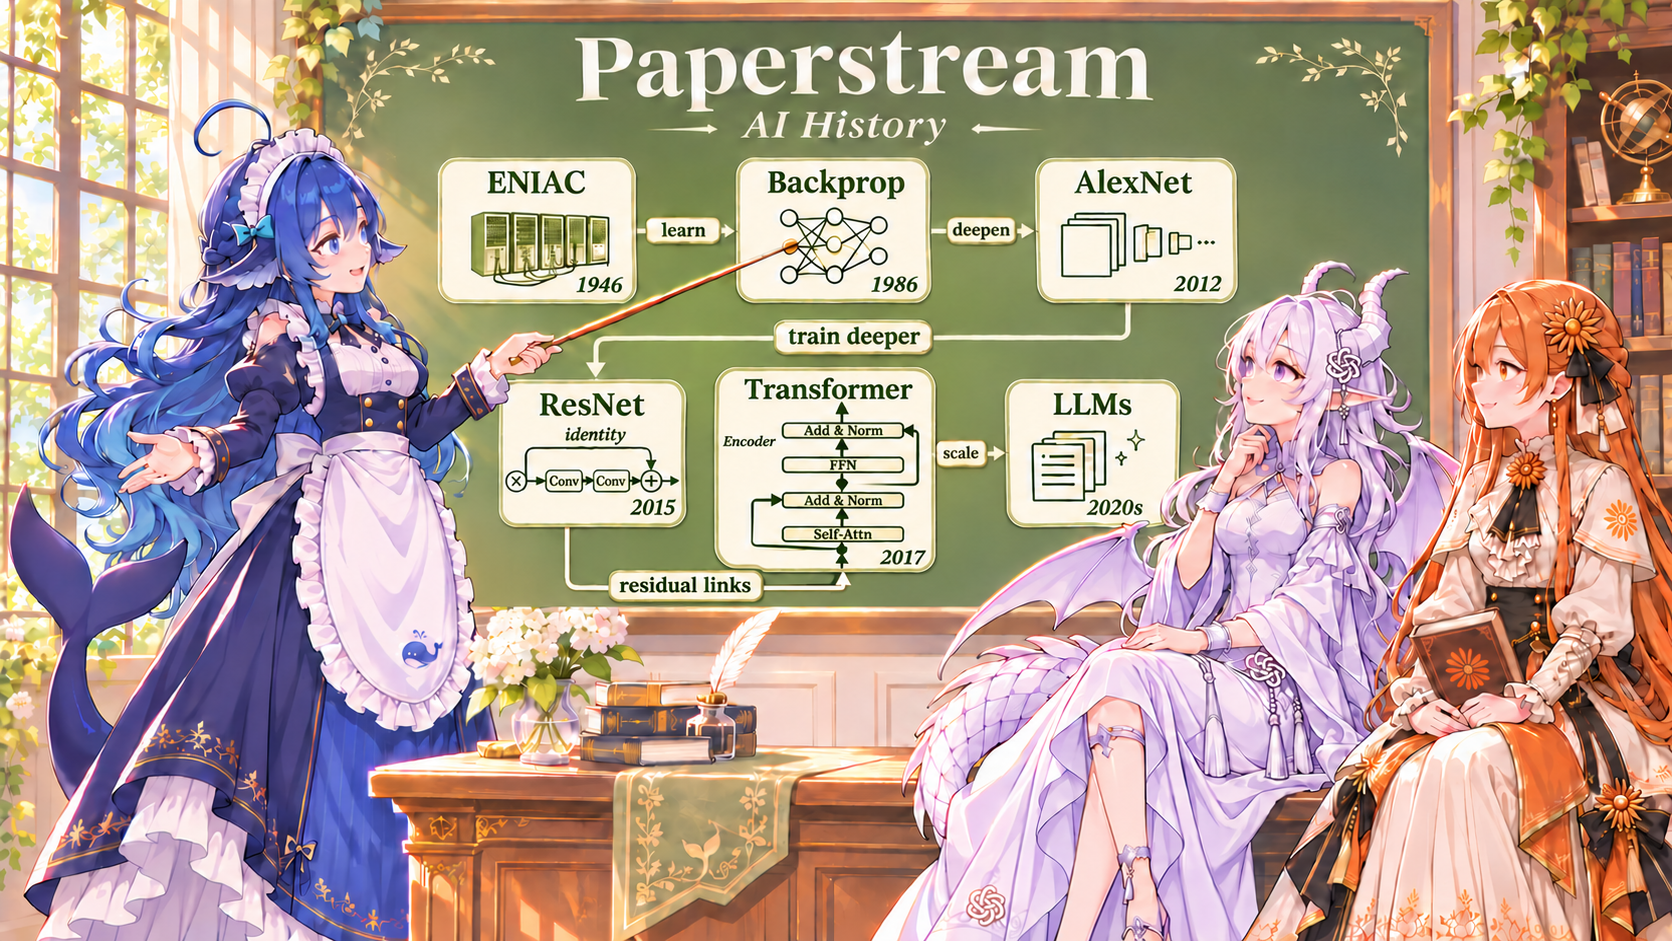 Paperstream
AI History
ENIAC
1946
learn
Backprop
1986
deepen
AlexNet
...
2012
train deeper
ResNet
identity
Conv
Conv
2015
residual links
Transformer
Encoder
Add & Norm
FFN
Add & Norm
Self-Attn
2017
scale
LLMs
2020s